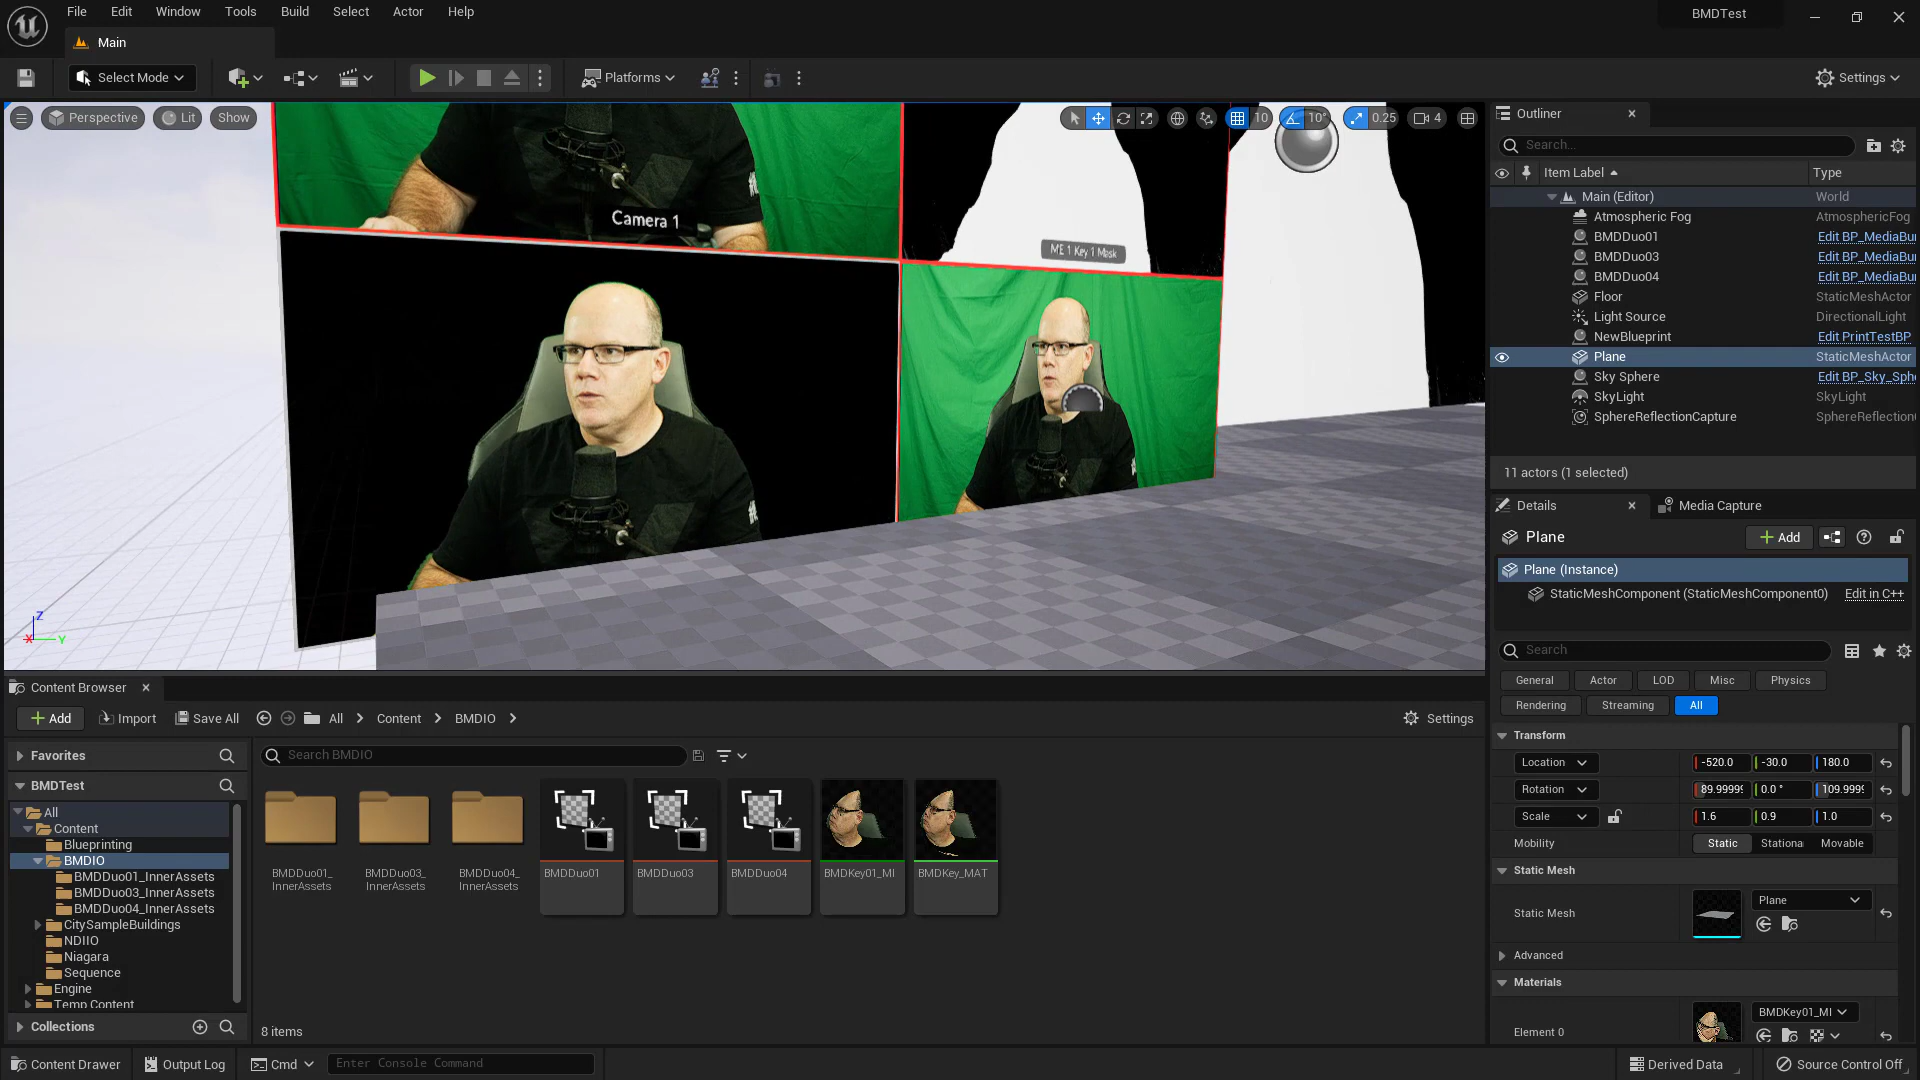 File Edit Window Tools Build Select Actor Help
BMDTest
Main
Select Mode
Platforms
Settings
Perspective Lit Show
10 10° 0.25 4
Camera 1
ME 1 Key 1 Mask
Z
X Y
Outliner
Search...
Item Label Type
Main (Editor) World
Atmospheric Fog AtmosphericFog
BMDDuo01 Edit BP_MediaBu
BMDDuo03 Edit BP_MediaBu
BMDDuo04 Edit BP_MediaBu
Floor StaticMeshActor
Light Source DirectionalLight
NewBlueprint Edit PrintTestBP
Plane StaticMeshActor
Sky Sphere Edit BP_Sky_Sph
SkyLight SkyLight
SphereReflectionCapture SphereReflection
11 actors (1 selected)
Details Media Capture
Plane
Add
Plane (Instance)
StaticMeshComponent (StaticMeshComponent0) Edit in C++
Search
General Actor LOD Misc Physics
Rendering Streaming All
Transform
Location -520.0 -30.0 180.0
Rotation 89.9999 0.0 ° 109.999
Scale 1.6 0.9 1.0
Mobility Static Stationa Movable
Static Mesh
Static Mesh Plane
Advanced
Materials
Element 0 BMDKey01_MI
Content Browser
Add Import Save All All Content BMDIO Settings
Favorites
BMDTest
All
Content
Blueprinting
BMDIO
BMDDuo01_InnerAssets
BMDDuo03_InnerAssets
BMDDuo04_InnerAssets
CitySampleBuildings
NDIIO
Niagara
Sequence
Engine
Temp Content
Collections
Search BMDIO
BMDDuo01_ BMDDuo03_ BMDDuo04_ BMDDuo01 BMDDuo03 BMDDuo04 BMDKey01_MI BMDKey_MAT
InnerAssets InnerAssets InnerAssets
8 items
Content Drawer Output Log Cmd Enter Console Command Derived Data Source Control Off